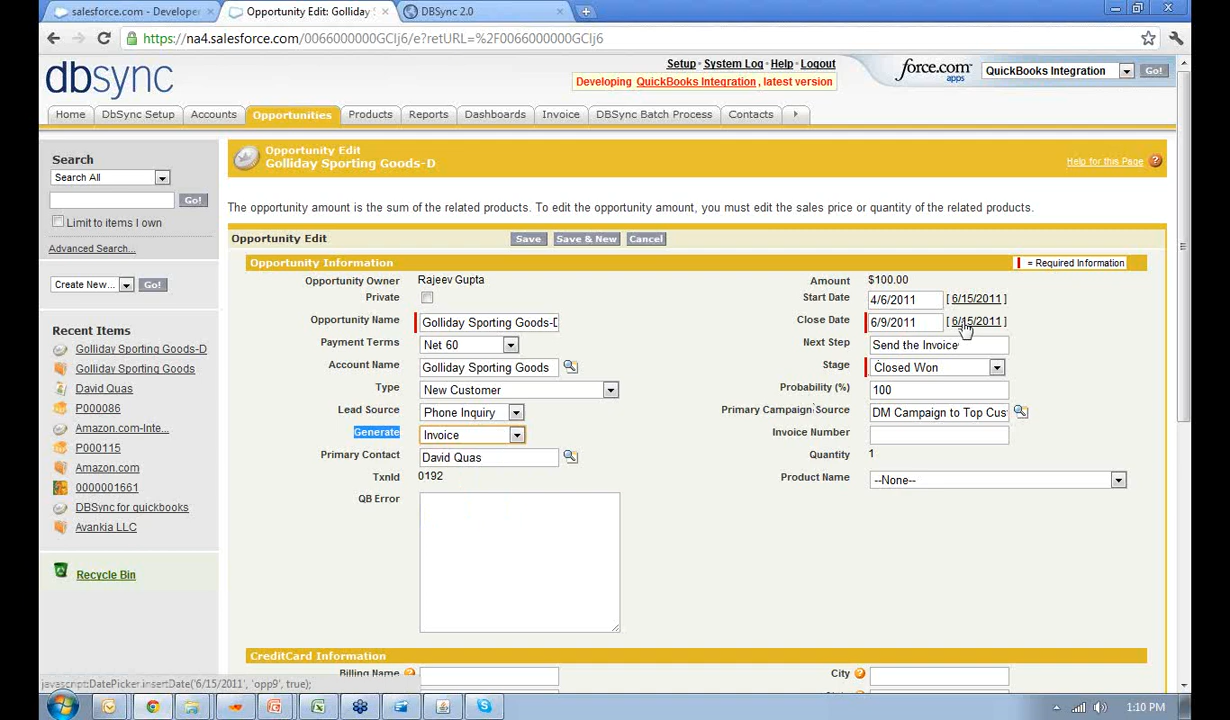 salesforce.com - Developer
Opportunity Edit: Golliday S
DBSync 2.0
https://na4.salesforce.com/0066000000GClj6/e?retURL=%2F0066000000GClj6
dbsync
Setup · System Log · Help · Logout
Developing QuickBooks Integration, latest version
force.com
apps
QuickBooks Integration
Go!
Home
DbSync Setup
Accounts
Opportunities
Products
Reports
Dashboards
Invoice
DBSync Batch Process
Contacts
Search
Search All
Go!
Limit to items I own
Advanced Search...
Create New...
Go!
Recent Items
Golliday Sporting Goods-D
Golliday Sporting Goods
David Quas
P000086
Amazon.com-Inte...
P000115
Amazon.com
0000001661
DBSync for quickbooks
Avankia LLC
Recycle Bin
Opportunity Edit
Golliday Sporting Goods-D
Help for this Page
The opportunity amount is the sum of the related products. To edit the opportunity amount, you must edit the sales price or quantity of the related products.
Opportunity Edit
Save
Save & New
Cancel
Opportunity Information
= Required Information
Opportunity Owner Rajeev Gupta
Amount $100.00
Private
Start Date 4/6/2011 [ 6/15/2011 ]
Opportunity Name Golliday Sporting Goods-D
Close Date 6/9/2011 [ 6/15/2011 ]
Payment Terms Net 60
Next Step Send the Invoice
Account Name Golliday Sporting Goods
Stage Closed Won
Type New Customer
Probability (%) 100
Lead Source Phone Inquiry
Primary Campaign Source DM Campaign to Top Cus
Generate Invoice
Invoice Number
Primary Contact David Quas
Quantity 1
TxnId 0192
Product Name --None--
QB Error
CreditCard Information
Billing Name
City
javascript:DatePicker.insertDate('6/15/2011', 'opp9', true);
1:10 PM